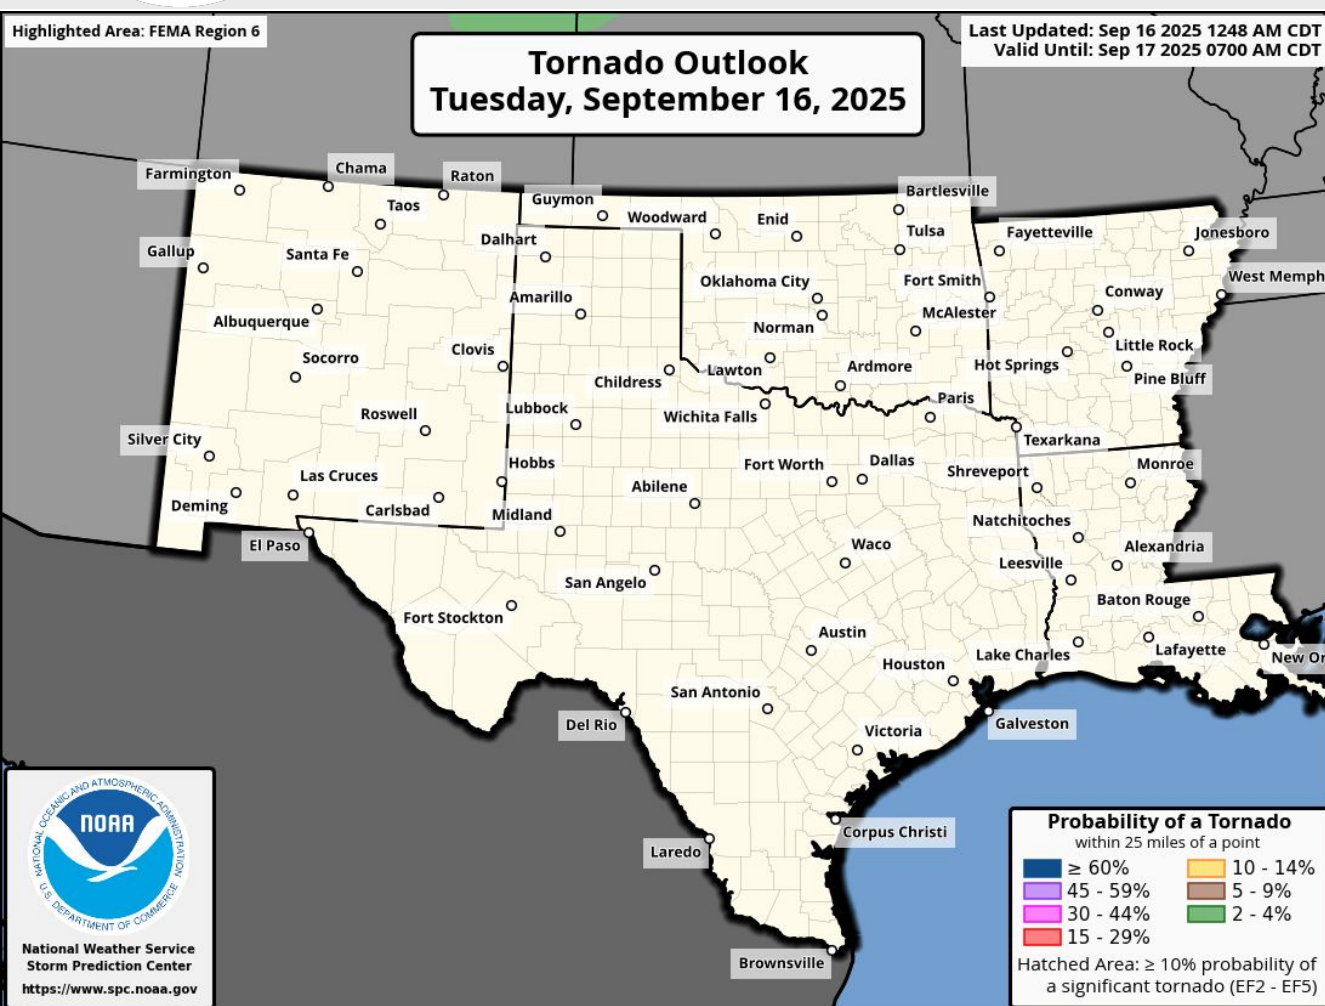 Highlighted Area: FEMA Region 6
Last Updated: Sep 16 2025 1248 AM CDT
Valid Until: Sep 17 2025 0700 AM CDT
Tornado Outlook
Tuesday, September 16, 2025
Farmington
Chama
Raton
Taos
Guymon
Woodward
Enid
Bartlesville
Tulsa
Fayetteville
Jonesboro
Gallup
Santa Fe
Dalhart
Oklahoma City
Fort Smith
West Memph
Albuquerque
Amarillo
Norman
McAlester
Conway
Little Rock
Socorro
Clovis
Childress
Lawton
Ardmore
Hot Springs
Pine Bluff
Roswell
Lubbock
Wichita Falls
Paris
Texarkana
Silver City
Las Cruces
Hobbs
Fort Worth
Dallas
Shreveport
Monroe
Deming
Carlsbad
Abilene
Midland
Natchitoches
El Paso
Waco
Alexandria
San Angelo
Leesville
Fort Stockton
Baton Rouge
Austin
Lake Charles
Lafayette
New Or
Houston
San Antonio
Del Rio
Galveston
Victoria
Corpus Christi
Laredo
Brownsville
NATIONAL OCEANIC AND ATMOSPHERIC ADMINISTRATION
NOAA
U.S. DEPARTMENT OF COMMERCE
National Weather Service
Storm Prediction Center
https://www.spc.noaa.gov
Probability of a Tornado
within 25 miles of a point
≥ 60%
45 - 59%
30 - 44%
15 - 29%
10 - 14%
5 - 9%
2 - 4%
Hatched Area: ≥ 10% probability of
a significant tornado (EF2 - EF5)